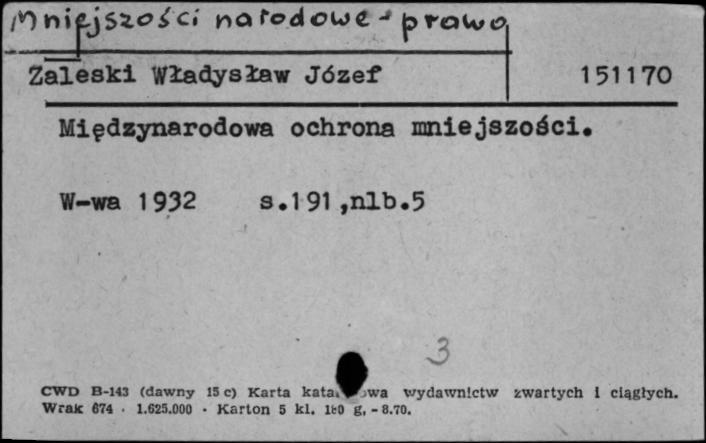 Mniejszości narodowe - prawo
Zaleski Władysław Józef 151170
Międzynarodowa ochrona mniejszości.
W-wa 1932 s.191,nlb.5
3
CWD B-143 (dawny 15 c) Karta wydawnictw zwartych i ciągłych.
Wrak 674 · 1.625.000 · Karton 5 kl. 180 g, - 8.70.